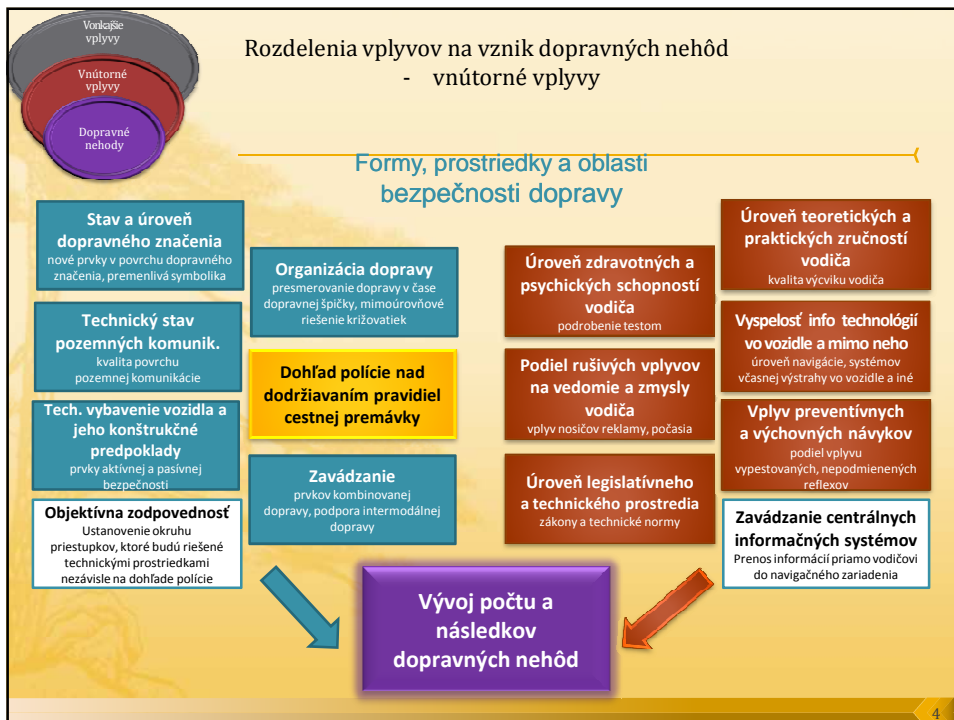 Vonkajšie
vplyvy
Vnútorné
vplyvy
Dopravné
nehody
Rozdelenia vplyvov na vznik dopravných nehôd
- vnútorné vplyvy
Formy, prostriedky a oblasti
bezpečnosti dopravy
Stav a úroveň
dopravného značenia
nové prvky v povrchu dopravného
značenia, premenlivá symbolika
Technický stav
pozemných komunik.
kvalita povrchu
pozemnej komunikácie
Tech. vybavenie vozidla a
jeho konštrukčné
predpoklady
prvky aktívnej a pasívnej
bezpečnosti
Objektívna zodpovednosť
Ustanovenie okruhu
priestupkov, ktoré budú riešené
technickými prostriedkami
nezávisle na dohľade polície
Organizácia dopravy
presmerovanie dopravy v čase
dopravnej špičky, mimoúrovňové
riešenie križovatiek
Dohľad polície nad
dodržiavaním pravidiel
cestnej premávky
Zavádzanie
prvkov kombinovanej
dopravy, podpora intermodálnej
dopravy
Úroveň zdravotných a
psychických schopností
vodiča
podrobenie testom
Podiel rušivých vplyvov
na vedomie a zmysly
vodiča
vplyv nosičov reklamy, počasia
Úroveň legislatívneho
a technického prostredia
zákony a technické normy
Úroveň teoretických a
praktických zručností
vodiča
kvalita výcviku vodiča
Vyspelosť info technológií
vo vozidle a mimo neho
úroveň navigácie, systémov
včasnej výstrahy vo vozidle a iné
Vplyv preventívnych
a výchovných návykov
podiel vplyvu
vypestovaných, nepodmienených
reflexov
Zavádzanie centrálnych
informačných systémov
Prenos informácií priamo vodičovi
do navigačného zariadenia
Vývoj počtu a
následkov
dopravných nehôd
4